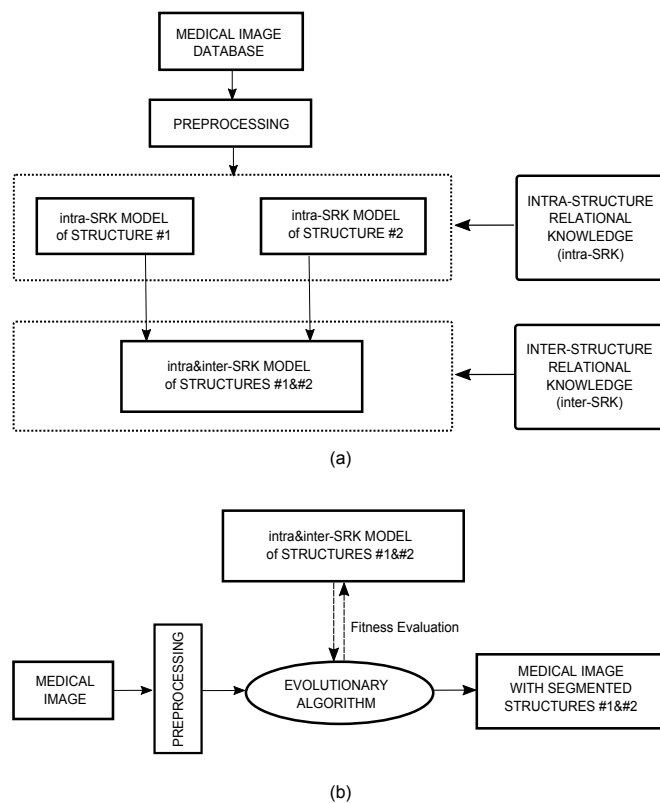 MEDICAL IMAGE
DATABASE
PREPROCESSING
intra-SRK MODEL
of STRUCTURE #1
intra-SRK MODEL
of STRUCTURE #2
INTRA-STRUCTURE
RELATIONAL
KNOWLEDGE
(intra-SRK)
intra&inter-SRK MODEL
of STRUCTURES #1&#2
INTER-STRUCTURE
RELATIONAL
KNOWLEDGE
(inter-SRK)
(a)
intra&inter-SRK MODEL
of STRUCTURES #1&#2
Fitness Evaluation
MEDICAL
IMAGE
PREPROCESSING
EVOLUTIONARY
ALGORITHM
MEDICAL IMAGE
WITH SEGMENTED
STRUCTURES #1&#2
(b)